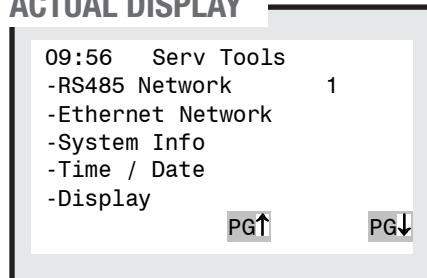 ACTUAL DISPLAY
09:56 Serv Tools
-RS485 Network 1
-Ethernet Network
-System Info
-Time / Date
-Display
PG↑ PG↓